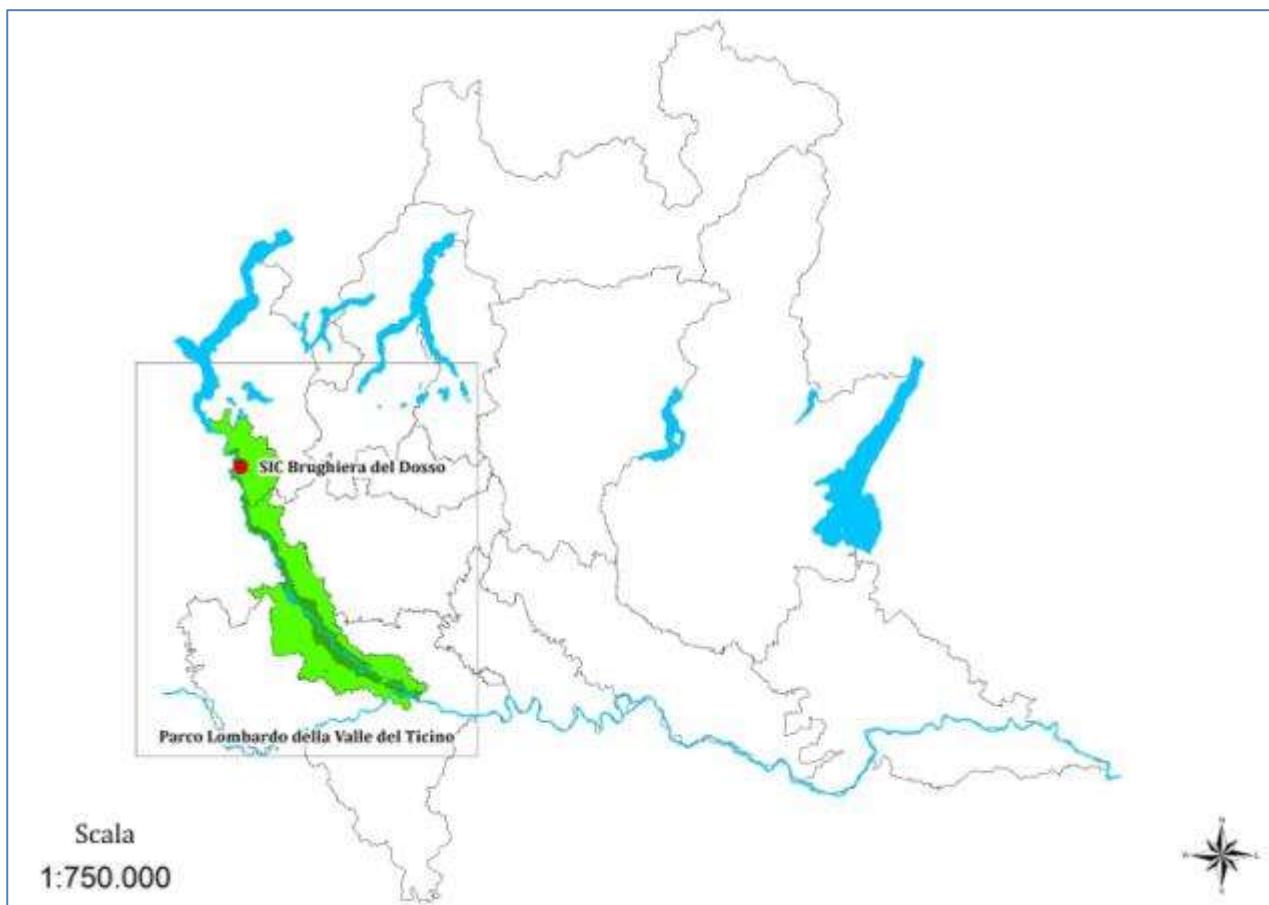 SIC Brughiera del Dosso
Parco Lombardo della Valle del Ticino
Scala
1:750.000
N
W
L
S